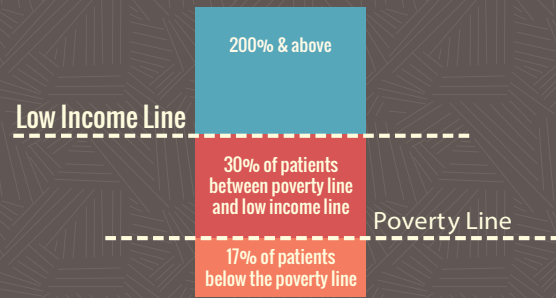 200% & above
Low Income Line
30% of patients
between poverty line
and low income line
Poverty Line
17% of patients
below the poverty line